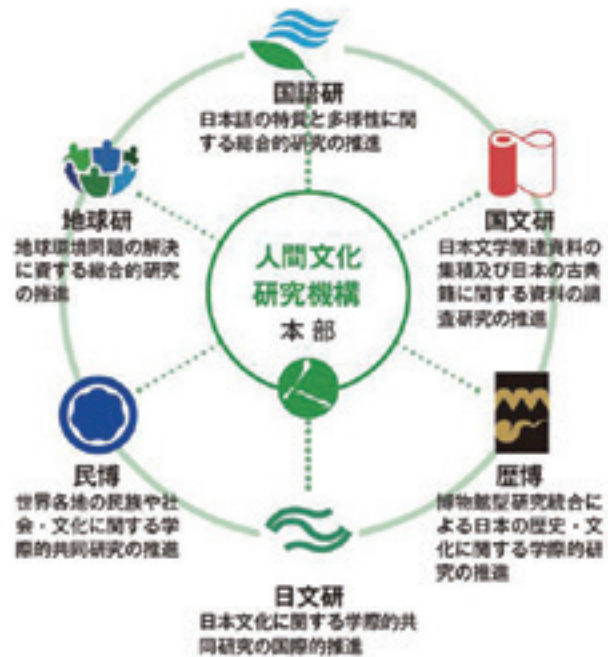 国語研
日本語の特質と多様性に関
する総合的研究の推進
国文研
日本文学関連資料の
集積及び日本の古典
籍に関する資料の調
査研究の推進
歴博
博物館型研究統合に
よる日本の歴史・文
化に関する学際的研
究の推進
日文研
日本文化に関する学際的共
同研究の国際的推進
民博
世界各地の民族や社
会・文化に関する学
際的共同研究の推進
地球研
地球環境問題の解決
に資する総合的研究
の推進
人間文化
研究機構
本部